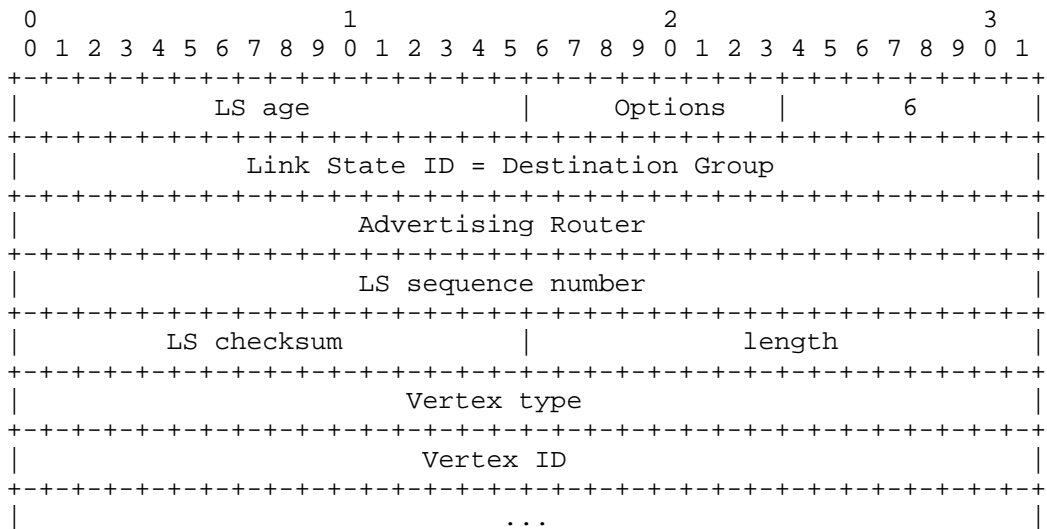 0 1 2 3
0 1 2 3 4 5 6 7 8 9 0 1 2 3 4 5 6 7 8 9 0 1 2 3 4 5 6 7 8 9 0 1
+-+-+-+-+-+-+-+-+-+-+-+-+-+-+-+-+-+-+-+-+-+-+-+-+-+-+-+-+-+-+-+-+
| LS age | Options | 6 |
+-+-+-+-+-+-+-+-+-+-+-+-+-+-+-+-+-+-+-+-+-+-+-+-+-+-+-+-+-+-+-+-+
| Link State ID = Destination Group |
+-+-+-+-+-+-+-+-+-+-+-+-+-+-+-+-+-+-+-+-+-+-+-+-+-+-+-+-+-+-+-+-+
| Advertising Router |
+-+-+-+-+-+-+-+-+-+-+-+-+-+-+-+-+-+-+-+-+-+-+-+-+-+-+-+-+-+-+-+-+
| LS sequence number |
+-+-+-+-+-+-+-+-+-+-+-+-+-+-+-+-+-+-+-+-+-+-+-+-+-+-+-+-+-+-+-+-+
| LS checksum | length |
+-+-+-+-+-+-+-+-+-+-+-+-+-+-+-+-+-+-+-+-+-+-+-+-+-+-+-+-+-+-+-+-+
| Vertex type |
+-+-+-+-+-+-+-+-+-+-+-+-+-+-+-+-+-+-+-+-+-+-+-+-+-+-+-+-+-+-+-+-+
| Vertex ID |
+-+-+-+-+-+-+-+-+-+-+-+-+-+-+-+-+-+-+-+-+-+-+-+-+-+-+-+-+-+-+-+-+
| ... |